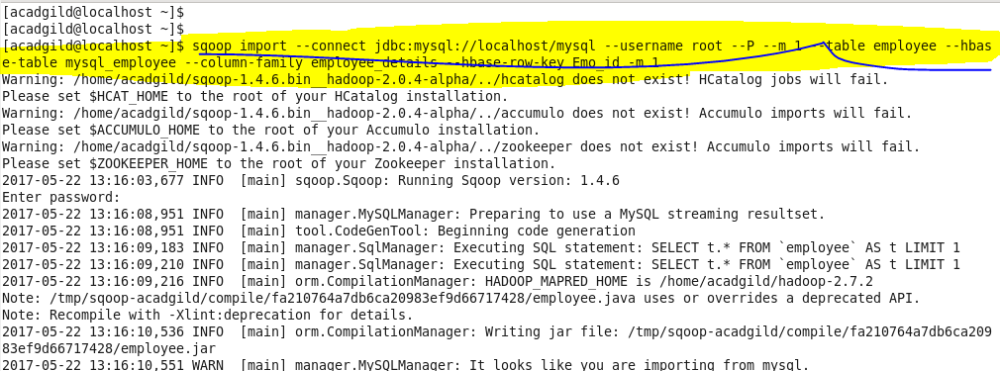 [acadgild@localhost ~]$
[acadgild@localhost ~]$
[acadgild@localhost ~]$ sqoop import --connect jdbc:mysql://localhost/mysql --username root --P --m 1 --table employee --hbas
e-table mysql_employee --column-family employee_details --hbase-row-key Emo_id -m 1
Warning: /home/acadgild/sqoop-1.4.6.bin__hadoop-2.0.4-alpha/../hcatalog does not exist! HCatalog jobs will fail.
Please set $HCAT_HOME to the root of your HCatalog installation.
Warning: /home/acadgild/sqoop-1.4.6.bin__hadoop-2.0.4-alpha/../accumulo does not exist! Accumulo imports will fail.
Please set $ACCUMULO_HOME to the root of your Accumulo installation.
Warning: /home/acadgild/sqoop-1.4.6.bin__hadoop-2.0.4-alpha/../zookeeper does not exist! Accumulo imports will fail.
Please set $ZOOKEEPER_HOME to the root of your Zookeeper installation.
2017-05-22 13:16:03,677 INFO  [main] sqoop.Sqoop: Running Sqoop version: 1.4.6
Enter password:
2017-05-22 13:16:08,951 INFO  [main] manager.MySQLManager: Preparing to use a MySQL streaming resultset.
2017-05-22 13:16:08,951 INFO  [main] tool.CodeGenTool: Beginning code generation
2017-05-22 13:16:09,183 INFO  [main] manager.SqlManager: Executing SQL statement: SELECT t.* FROM `employee` AS t LIMIT 1
2017-05-22 13:16:09,210 INFO  [main] manager.SqlManager: Executing SQL statement: SELECT t.* FROM `employee` AS t LIMIT 1
2017-05-22 13:16:09,216 INFO  [main] orm.CompilationManager: HADOOP_MAPRED_HOME is /home/acadgild/hadoop-2.7.2
Note: /tmp/sqoop-acadgild/compile/fa210764a7db6ca20983ef9d66717428/employee.java uses or overrides a deprecated API.
Note: Recompile with -Xlint:deprecation for details.
2017-05-22 13:16:10,536 INFO  [main] orm.CompilationManager: Writing jar file: /tmp/sqoop-acadgild/compile/fa210764a7db6ca209
83ef9d66717428/employee.jar
2017-05-22 13:16:10,551 WARN  [main] manager.MySQLManager: It looks like you are importing from mysql.